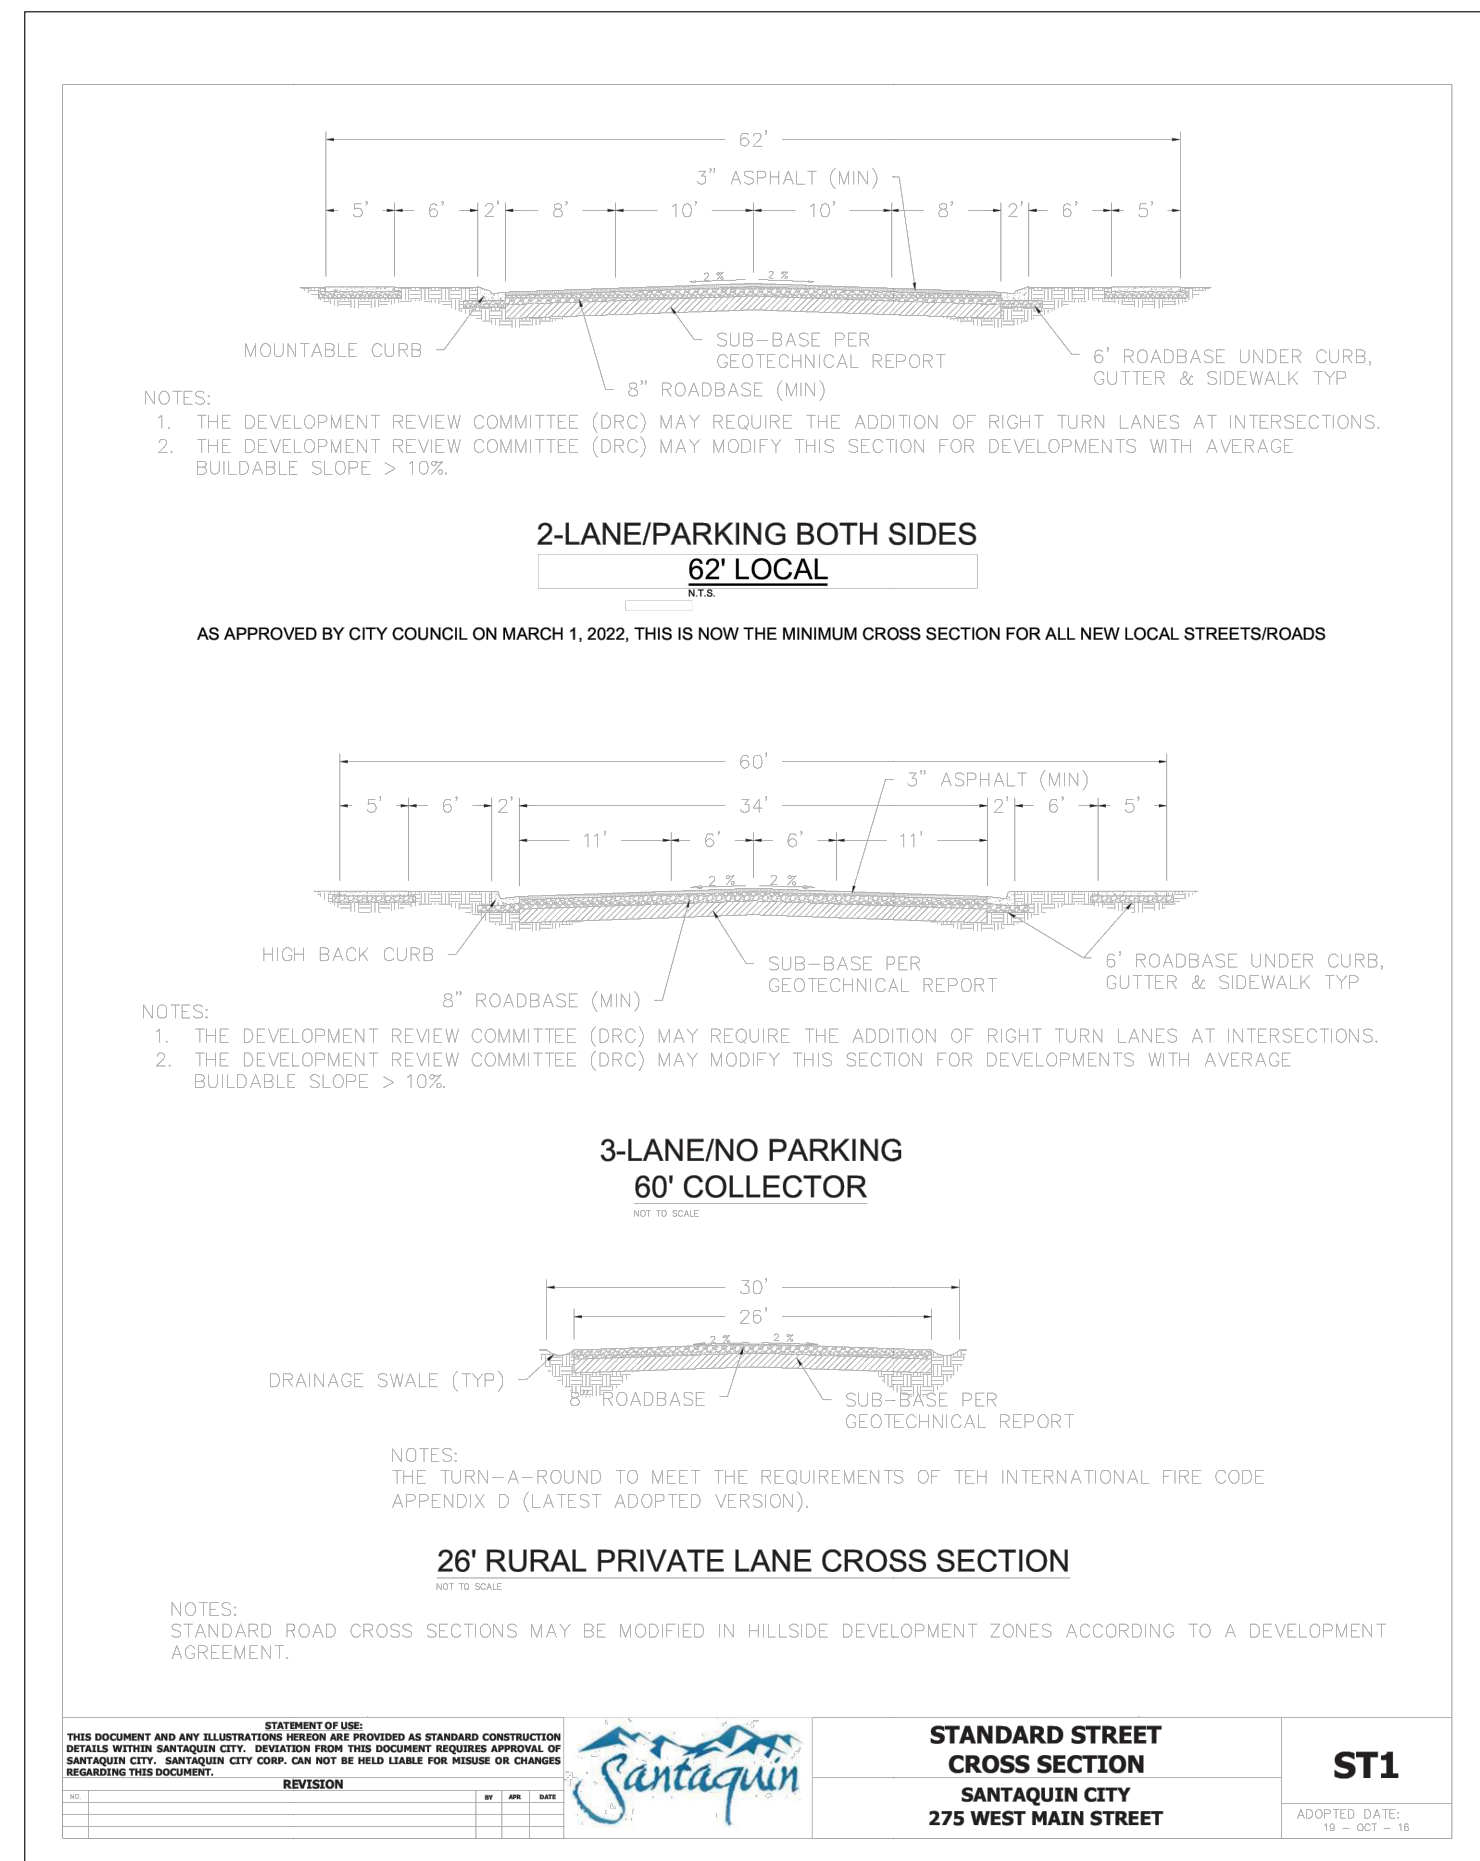 62'
3" ASPHALT (MIN)
5' 6' 2' 8' 10' 10' 8' 2' 6' 5'
2 % 2 %
MOUNTABLE CURB
SUB-BASE PER
GEOTECHNICAL REPORT
6' ROADBASE UNDER CURB,
GUTTER & SIDEWALK TYP
8" ROADBASE (MIN)
NOTES:
1. THE DEVELOPMENT REVIEW COMMITTEE (DRC) MAY REQUIRE THE ADDITION OF RIGHT TURN LANES AT INTERSECTIONS.
2. THE DEVELOPMENT REVIEW COMMITTEE (DRC) MAY MODIFY THIS SECTION FOR DEVELOPMENTS WITH AVERAGE
BUILDABLE SLOPE > 10%.
2-LANE/PARKING BOTH SIDES
62' LOCAL
N.T.S.
AS APPROVED BY CITY COUNCIL ON MARCH 1, 2022, THIS IS NOW THE MINIMUM CROSS SECTION FOR ALL NEW LOCAL STREETS/ROADS
60'
3" ASPHALT (MIN)
5' 6' 2' 34' 2' 6' 5'
11' 6' 6' 11'
2 % 2 %
HIGH BACK CURB
SUB-BASE PER
GEOTECHNICAL REPORT
6' ROADBASE UNDER CURB,
GUTTER & SIDEWALK TYP
8" ROADBASE (MIN)
NOTES:
1. THE DEVELOPMENT REVIEW COMMITTEE (DRC) MAY REQUIRE THE ADDITION OF RIGHT TURN LANES AT INTERSECTIONS.
2. THE DEVELOPMENT REVIEW COMMITTEE (DRC) MAY MODIFY THIS SECTION FOR DEVELOPMENTS WITH AVERAGE
BUILDABLE SLOPE > 10%.
3-LANE/NO PARKING
60' COLLECTOR
NOT TO SCALE
30'
26'
2 % 2 %
DRAINAGE SWALE (TYP)
8" ROADBASE
SUB-BASE PER
GEOTECHNICAL REPORT
NOTES:
THE TURN-A-ROUND TO MEET THE REQUIREMENTS OF TEH INTERNATIONAL FIRE CODE
APPENDIX D (LATEST ADOPTED VERSION).
26' RURAL PRIVATE LANE CROSS SECTION
NOT TO SCALE
NOTES:
STANDARD ROAD CROSS SECTIONS MAY BE MODIFIED IN HILLSIDE DEVELOPMENT ZONES ACCORDING TO A DEVELOPMENT
AGREEMENT.
STATEMENT OF USE:
THIS DOCUMENT AND ANY ILLUSTRATIONS HEREON ARE PROVIDED AS STANDARD CONSTRUCTION
DETAILS WITHIN SANTAQUIN CITY. DEVIATION FROM THIS DOCUMENT REQUIRES APPROVAL OF
SANTAQUIN CITY. SANTAQUIN CITY CORP. CAN NOT BE HELD LIABLE FOR MISUSE OR CHANGES
REGARDING THIS DOCUMENT.
REVISION
NO. BY APR DATE
Santaquin
STANDARD STREET
CROSS SECTION
SANTAQUIN CITY
275 WEST MAIN STREET
ST1
ADOPTED DATE:
19 - OCT - 16